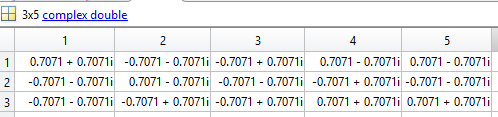 3x5 complex double
1 2 3 4 5
1 0.7071 + 0.7071i -0.7071 - 0.7071i -0.7071 + 0.7071i 0.7071 - 0.7071i 0.7071 - 0.7071i
2 -0.7071 - 0.7071i 0.7071 - 0.7071i -0.7071 - 0.7071i -0.7071 + 0.7071i 0.7071 - 0.7071i
3 -0.7071 - 0.7071i -0.7071 + 0.7071i -0.7071 + 0.7071i 0.7071 + 0.7071i 0.7071 + 0.7071i